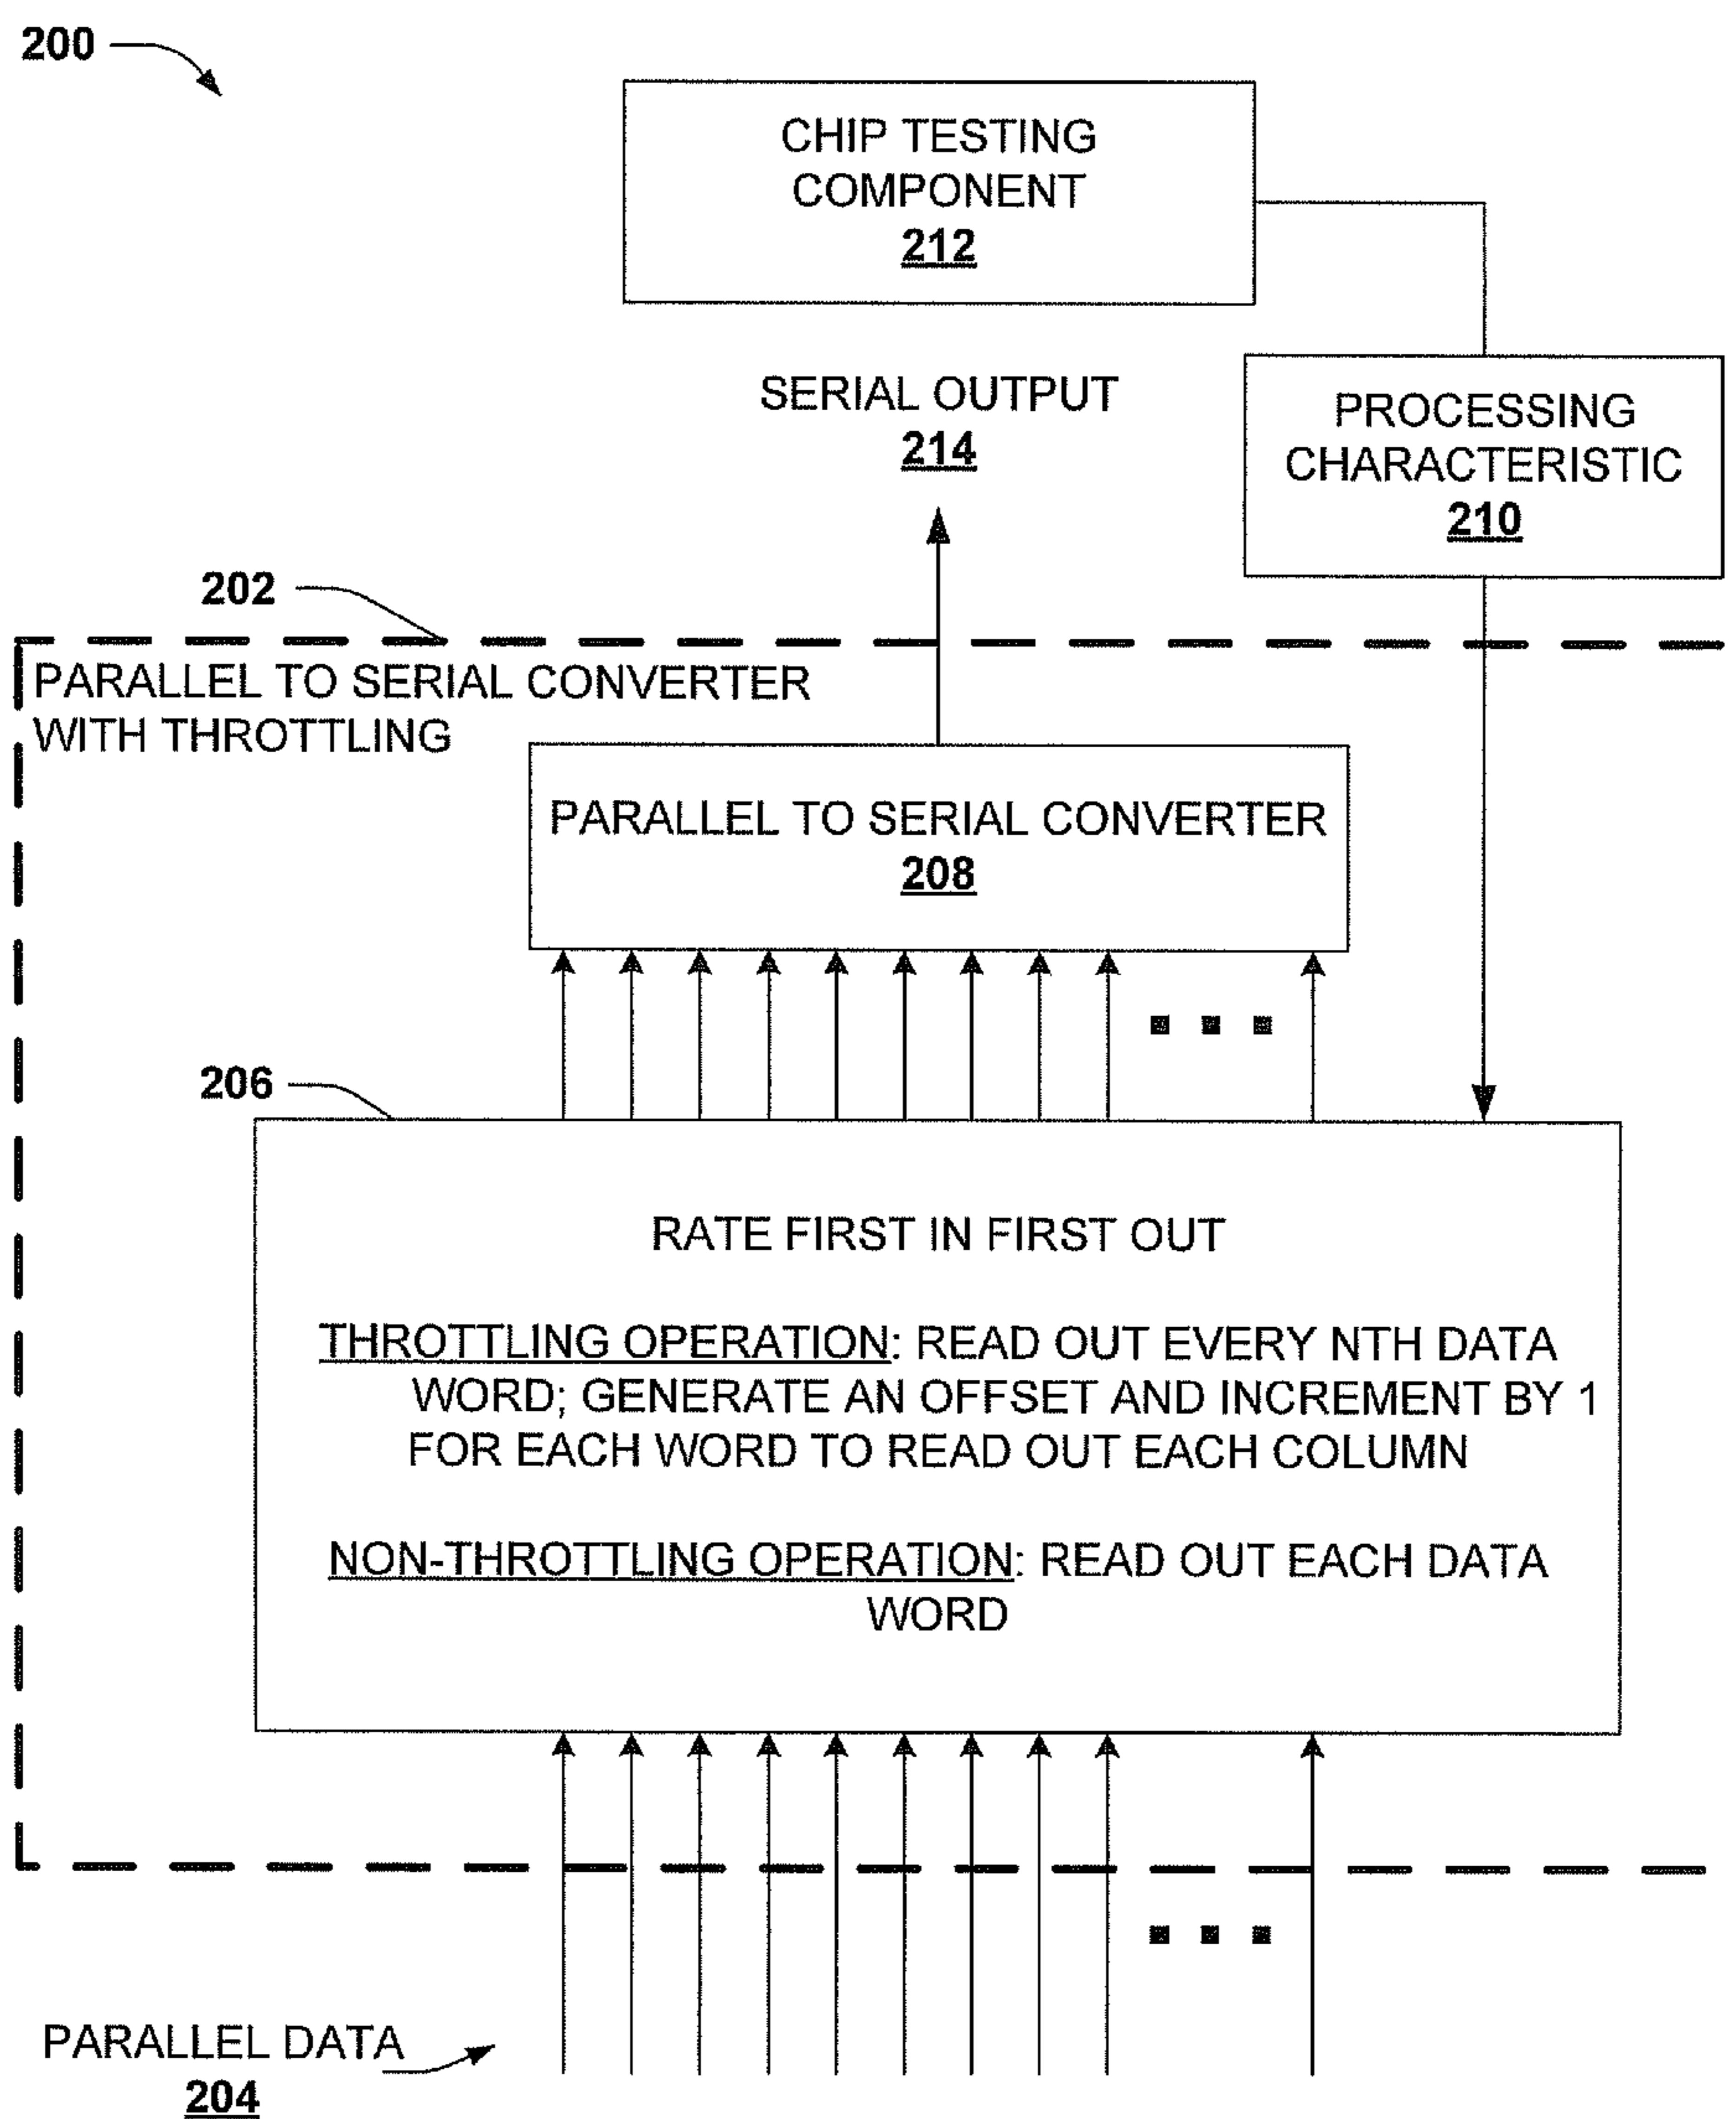 200
CHIP TESTING
COMPONENT
212
SERIAL OUTPUT
214
PROCESSING
CHARACTERISTIC
210
202
PARALLEL TO SERIAL CONVERTER
WITH THROTTLING
PARALLEL TO SERIAL CONVERTER
208
206
RATE FIRST IN FIRST OUT
THROTTLING OPERATION: READ OUT EVERY NTH DATA
WORD; GENERATE AN OFFSET AND INCREMENT BY 1
FOR EACH WORD TO READ OUT EACH COLUMN
NON-THROTTLING OPERATION: READ OUT EACH DATA
WORD
PARALLEL DATA
204